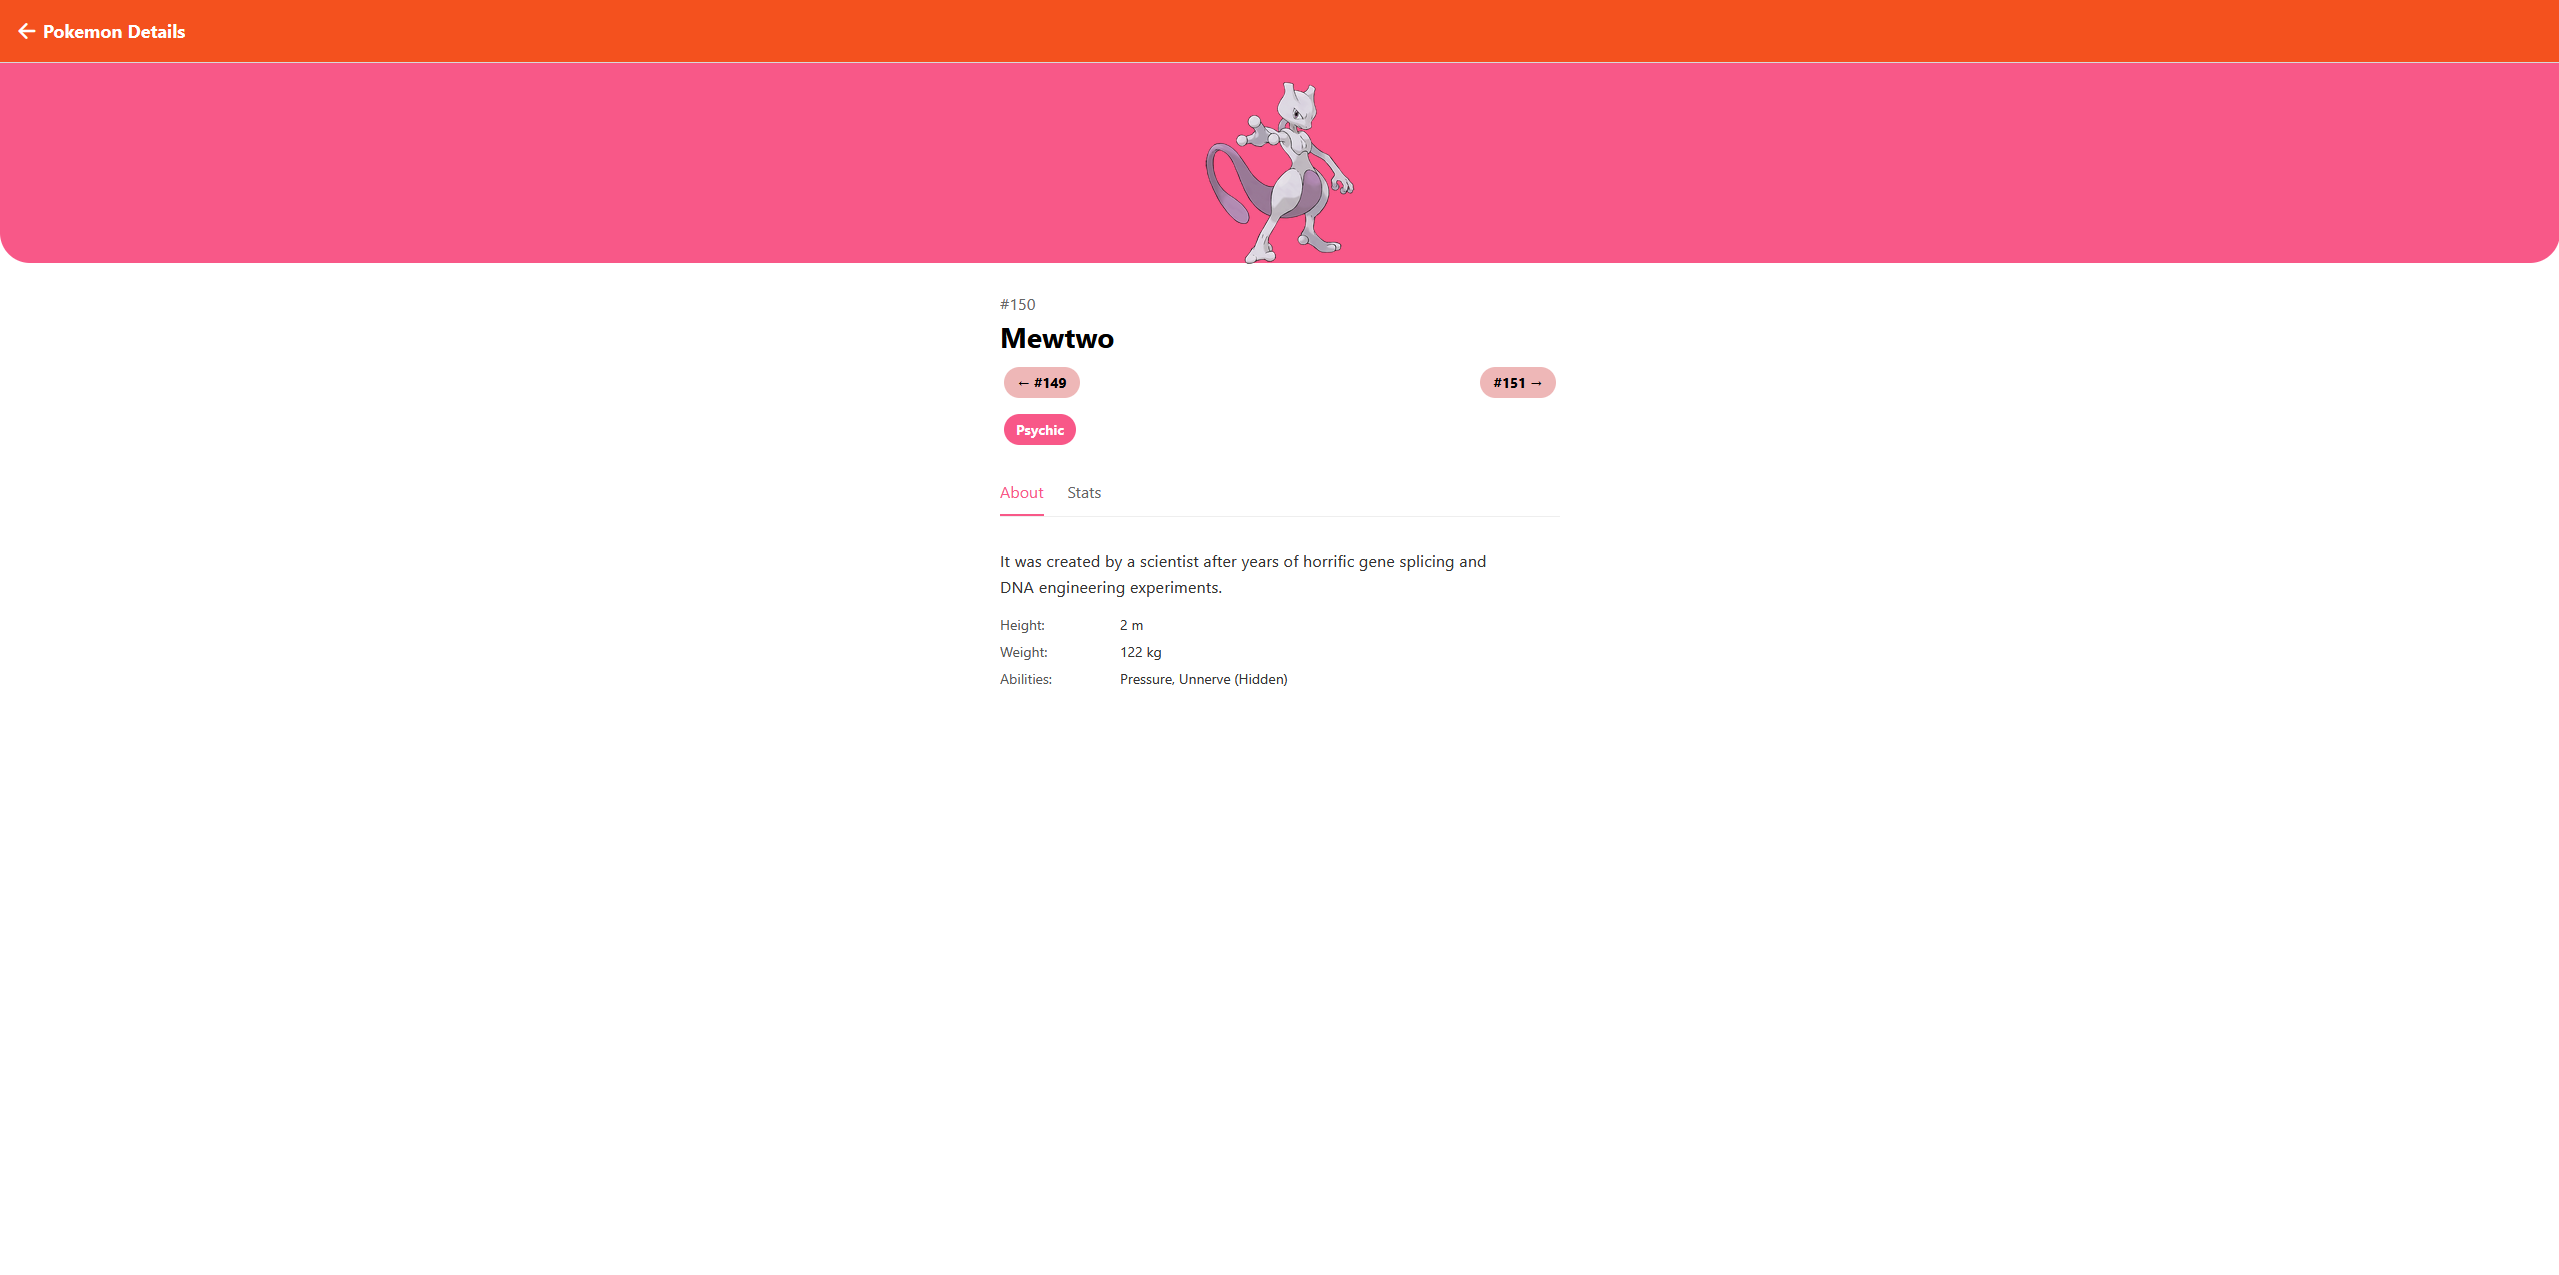 ← Pokemon Details
#150
Mewtwo
← #149
#151 →
Psychic
About Stats
It was created by a scientist after years of horrific gene splicing and
DNA engineering experiments.
Height: 2 m
Weight: 122 kg
Abilities: Pressure, Unnerve (Hidden)